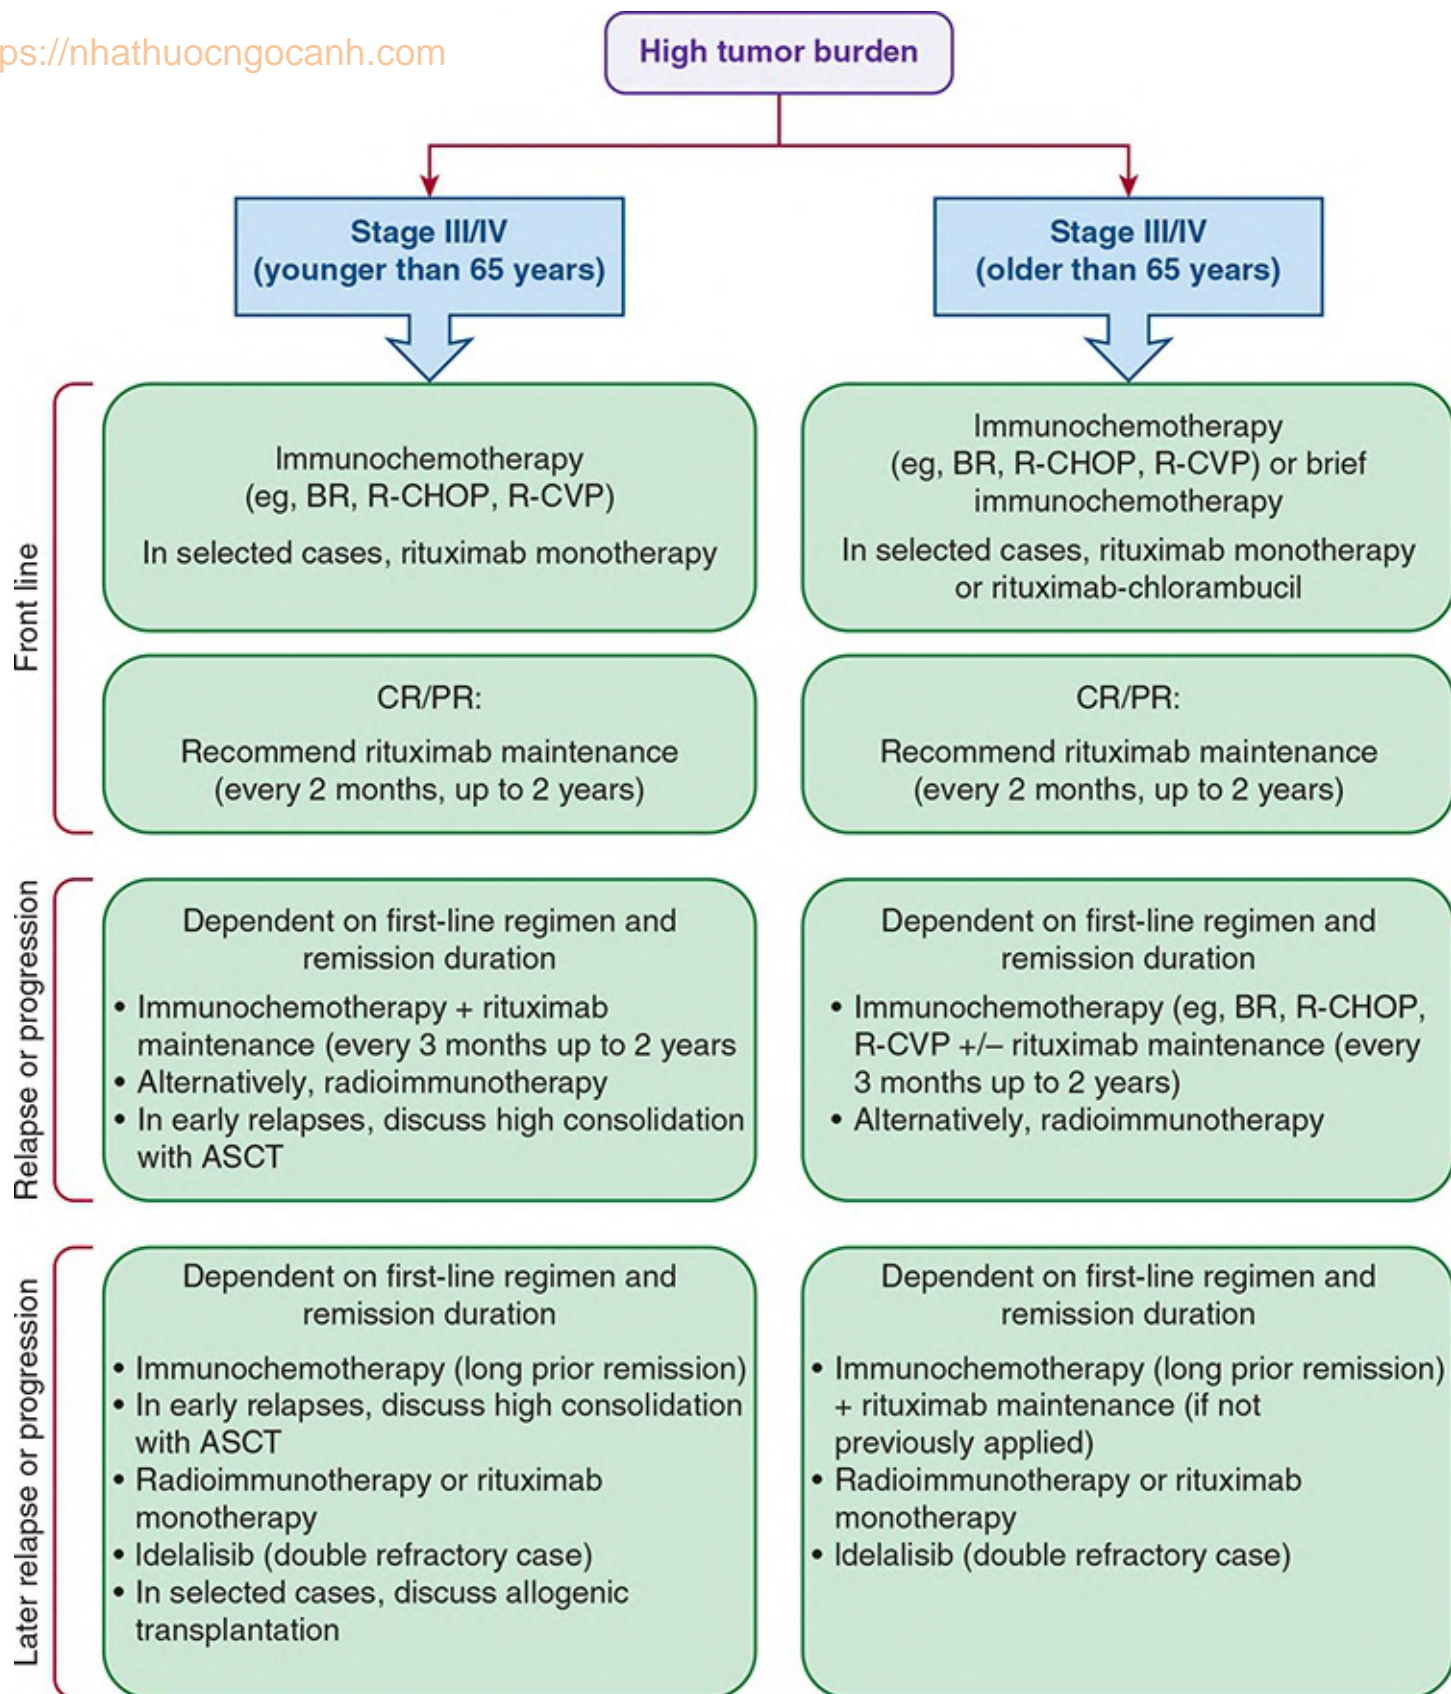 ps://nhathuocngocanh.com
High tumor burden
Stage III/IV
(younger than 65 years)
Stage III/IV
(older than 65 years)
Front line
Immunochemotherapy
(eg, BR, R-CHOP, R-CVP)
In selected cases, rituximab monotherapy
Immunochemotherapy
(eg, BR, R-CHOP, R-CVP) or brief
immunochemotherapy
In selected cases, rituximab monotherapy
or rituximab-chlorambucil
CR/PR:
Recommend rituximab maintenance
(every 2 months, up to 2 years)
CR/PR:
Recommend rituximab maintenance
(every 2 months, up to 2 years)
Relapse or progression
Dependent on first-line regimen and
remission duration
• Immunochemotherapy + rituximab
maintenance (every 3 months up to 2 years
• Alternatively, radioimmunotherapy
• In early relapses, discuss high consolidation
with ASCT
Dependent on first-line regimen and
remission duration
• Immunochemotherapy (eg, BR, R-CHOP,
R-CVP +/– rituximab maintenance (every
3 months up to 2 years)
• Alternatively, radioimmunotherapy
Later relapse or progression
Dependent on first-line regimen and
remission duration
• Immunochemotherapy (long prior remission)
• In early relapses, discuss high consolidation
with ASCT
• Radioimmunotherapy or rituximab
monotherapy
• Idelalisib (double refractory case)
• In selected cases, discuss allogenic
transplantation
Dependent on first-line regimen and
remission duration
• Immunochemotherapy (long prior remission)
+ rituximab maintenance (if not
previously applied)
• Radioimmunotherapy or rituximab
monotherapy
• Idelalisib (double refractory case)